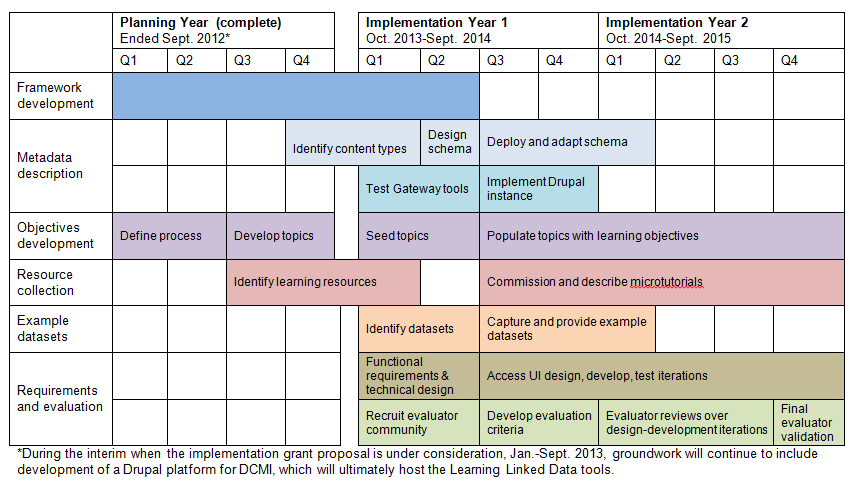 Planning Year (complete)
Ended Sept. 2012*
Implementation Year 1
Oct. 2013-Sept. 2014
Implementation Year 2
Oct. 2014-Sept. 2015
Q1 Q2 Q3 Q4 Q1 Q2 Q3 Q4 Q1 Q2 Q3 Q4
Framework
development
Metadata
description
Identify content types
Design
schema
Deploy and adapt schema
Test Gateway tools
Implement Drupal
instance
Objectives
development
Define process
Develop topics
Seed topics
Populate topics with learning objectives
Resource
collection
Identify learning resources
Commission and describe microtutorials
Example
datasets
Identify datasets
Capture and provide example
datasets
Requirements
and evaluation
Functional
requirements &
technical design
Access UI design, develop, test iterations
Recruit evaluator
community
Develop evaluation
criteria
Evaluator reviews over
design-development iterations
Final
evaluator
validation
*During the interim when the implementation grant proposal is under consideration, Jan.-Sept. 2013, groundwork will continue to include
development of a Drupal platform for DCMI, which will ultimately host the Learning Linked Data tools.